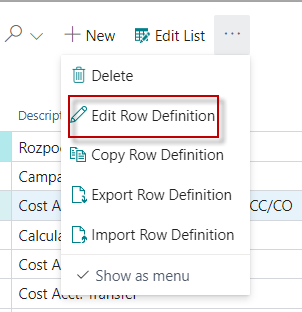 New Edit List ...
Delete
Descript
Edit Row Definition
Rozpo
Copy Row Definition
Campa
Export Row Definition
Cost A CC/CO
Import Row Definition
Calcula
Cost A
Show as menu
Cost Acct. Transfer